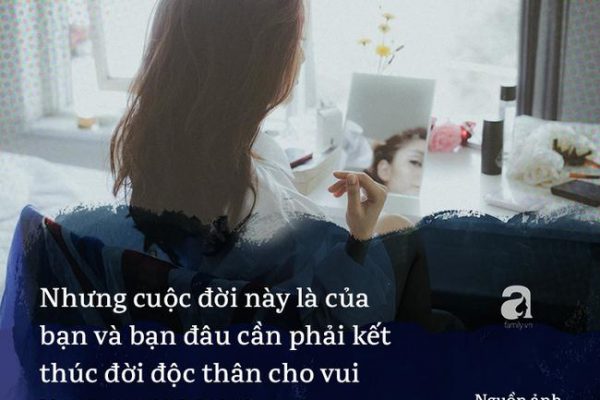 Nhưng cuộc đời này là của
bạn và bạn đâu cần phải kết
thúc đời độc thân cho vui
a
family.vn
Nguồn ảnh